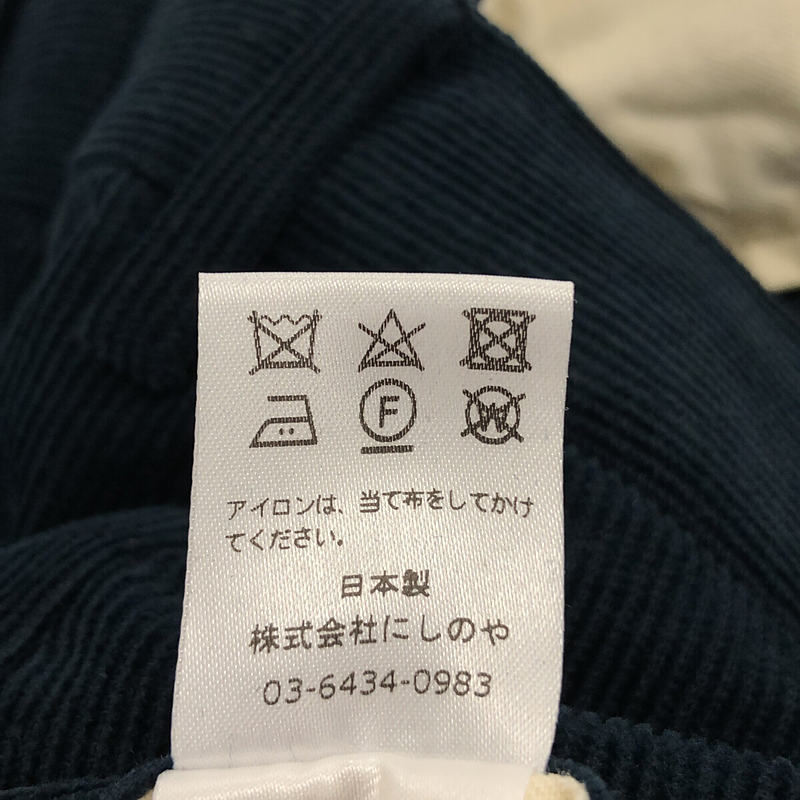 F W
アイロンは、当て布をしてかけ
てください。
日本製
株式会社にしのや
03-6434-0983